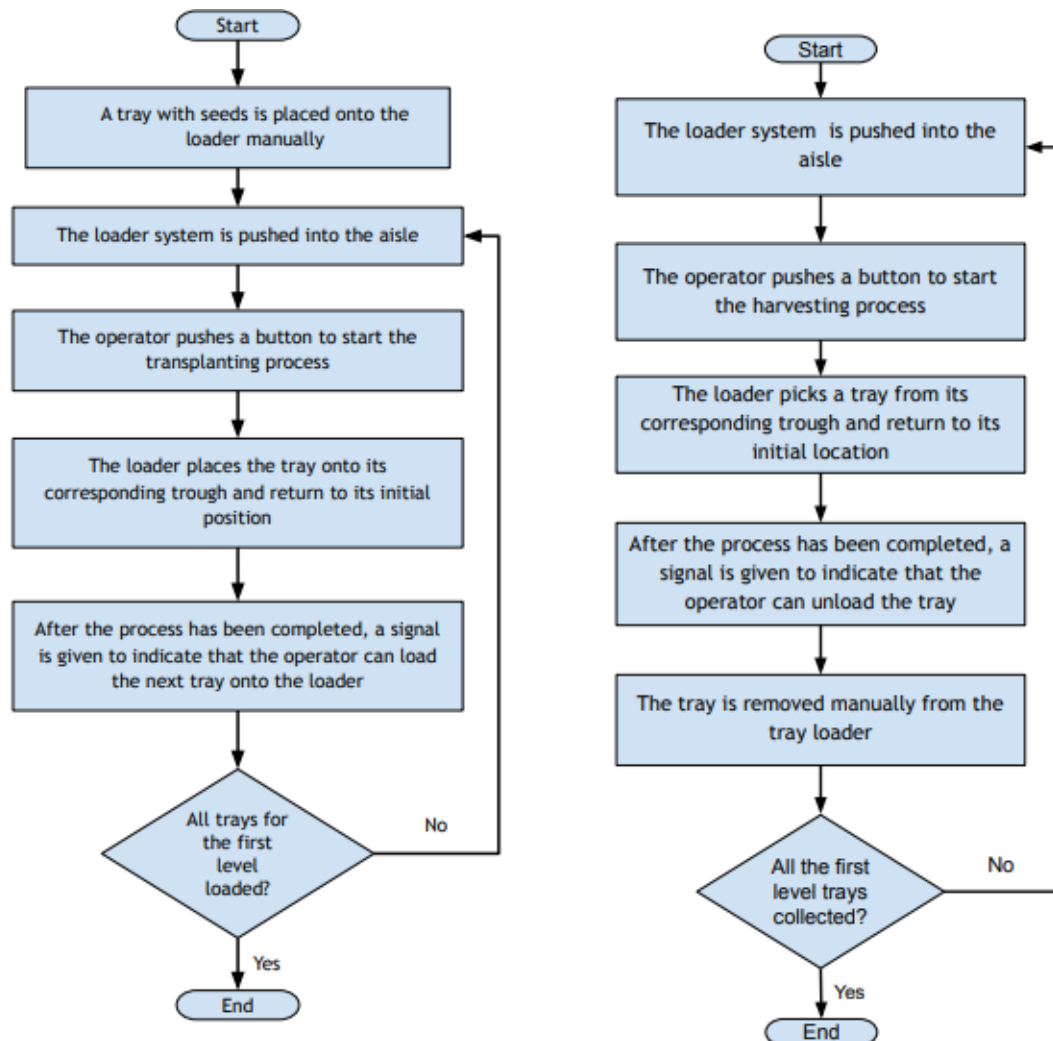 Start
A tray with seeds is placed onto the
loader manually
The loader system is pushed into the aisle
The operator pushes a button to start the
transplanting process
The loader places the tray onto its
corresponding trough and return to its initial
position
After the process has been completed, a signal
is given to indicate that the operator can load
the next tray onto the loader
All trays for
the first
level
loaded?
No
Yes
End
Start
The loader system is pushed into the
aisle
The operator pushes a button to start
the harvesting process
The loader picks a tray from its
corresponding trough and return to its
initial location
After the process has been completed, a
signal is given to indicate that the
operator can unload the tray
The tray is removed manually from the
tray loader
All the first
level trays
collected?
No
Yes
End